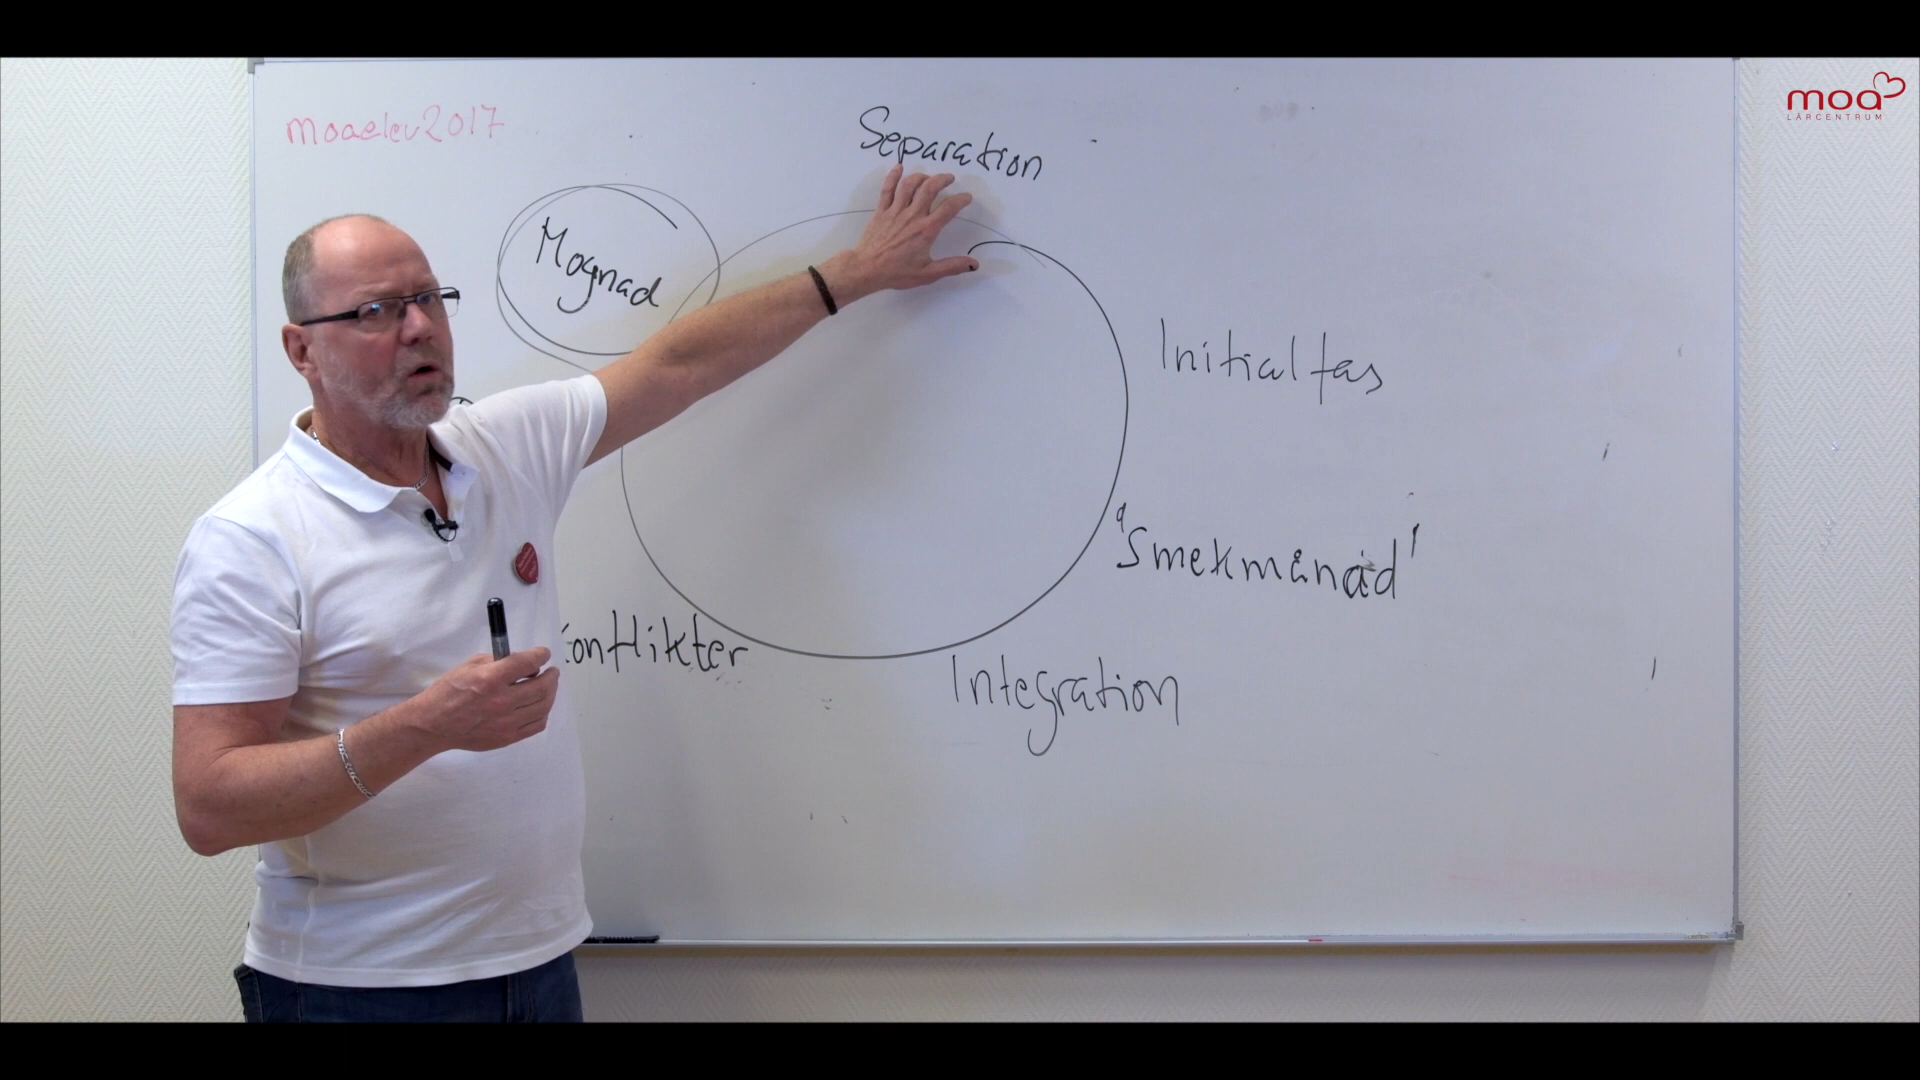 moa
LÄRCENTRUM
moaelev2017
Separation
Mognad
Initialfas
"Smekmånad"
Integration
Konflikter